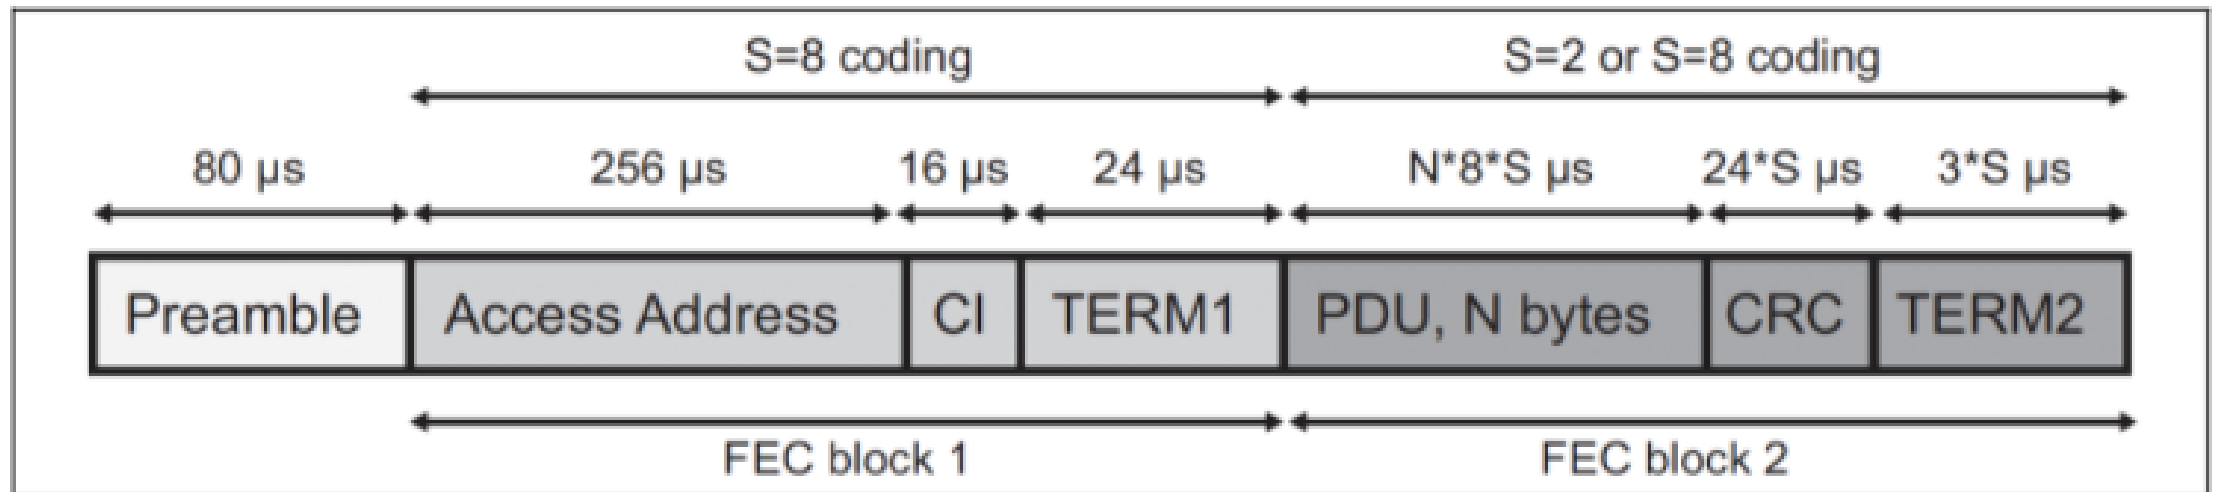 S=8 coding S=2 or S=8 coding
80 µs 256 µs 16 µs 24 µs N*8*S µs 24*S µs 3*S µs
Preamble Access Address CI TERM1 PDU, N bytes CRC TERM2
FEC block 1 FEC block 2